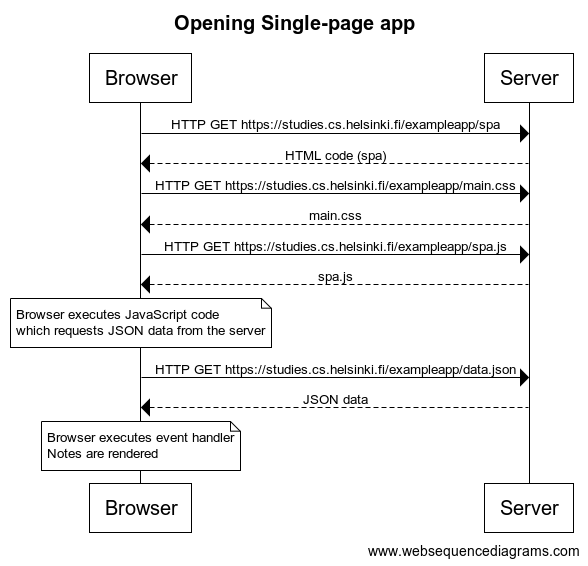 Opening Single-page app
Browser
Server
HTTP GET https://studies.cs.helsinki.fi/exampleapp/spa
HTML code (spa)
HTTP GET https://studies.cs.helsinki.fi/exampleapp/main.css
main.css
HTTP GET https://studies.cs.helsinki.fi/exampleapp/spa.js
spa.js
Browser executes JavaScript code
which requests JSON data from the server
HTTP GET https://studies.cs.helsinki.fi/exampleapp/data.json
JSON data
Browser executes event handler
Notes are rendered
Browser
Server
www.websequencediagrams.com